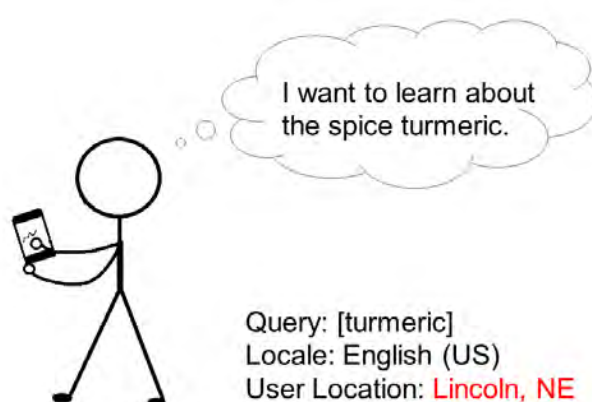 I want to learn about
the spice turmeric.
Query: [turmeric]
Locale: English (US)
User Location: Lincoln, NE